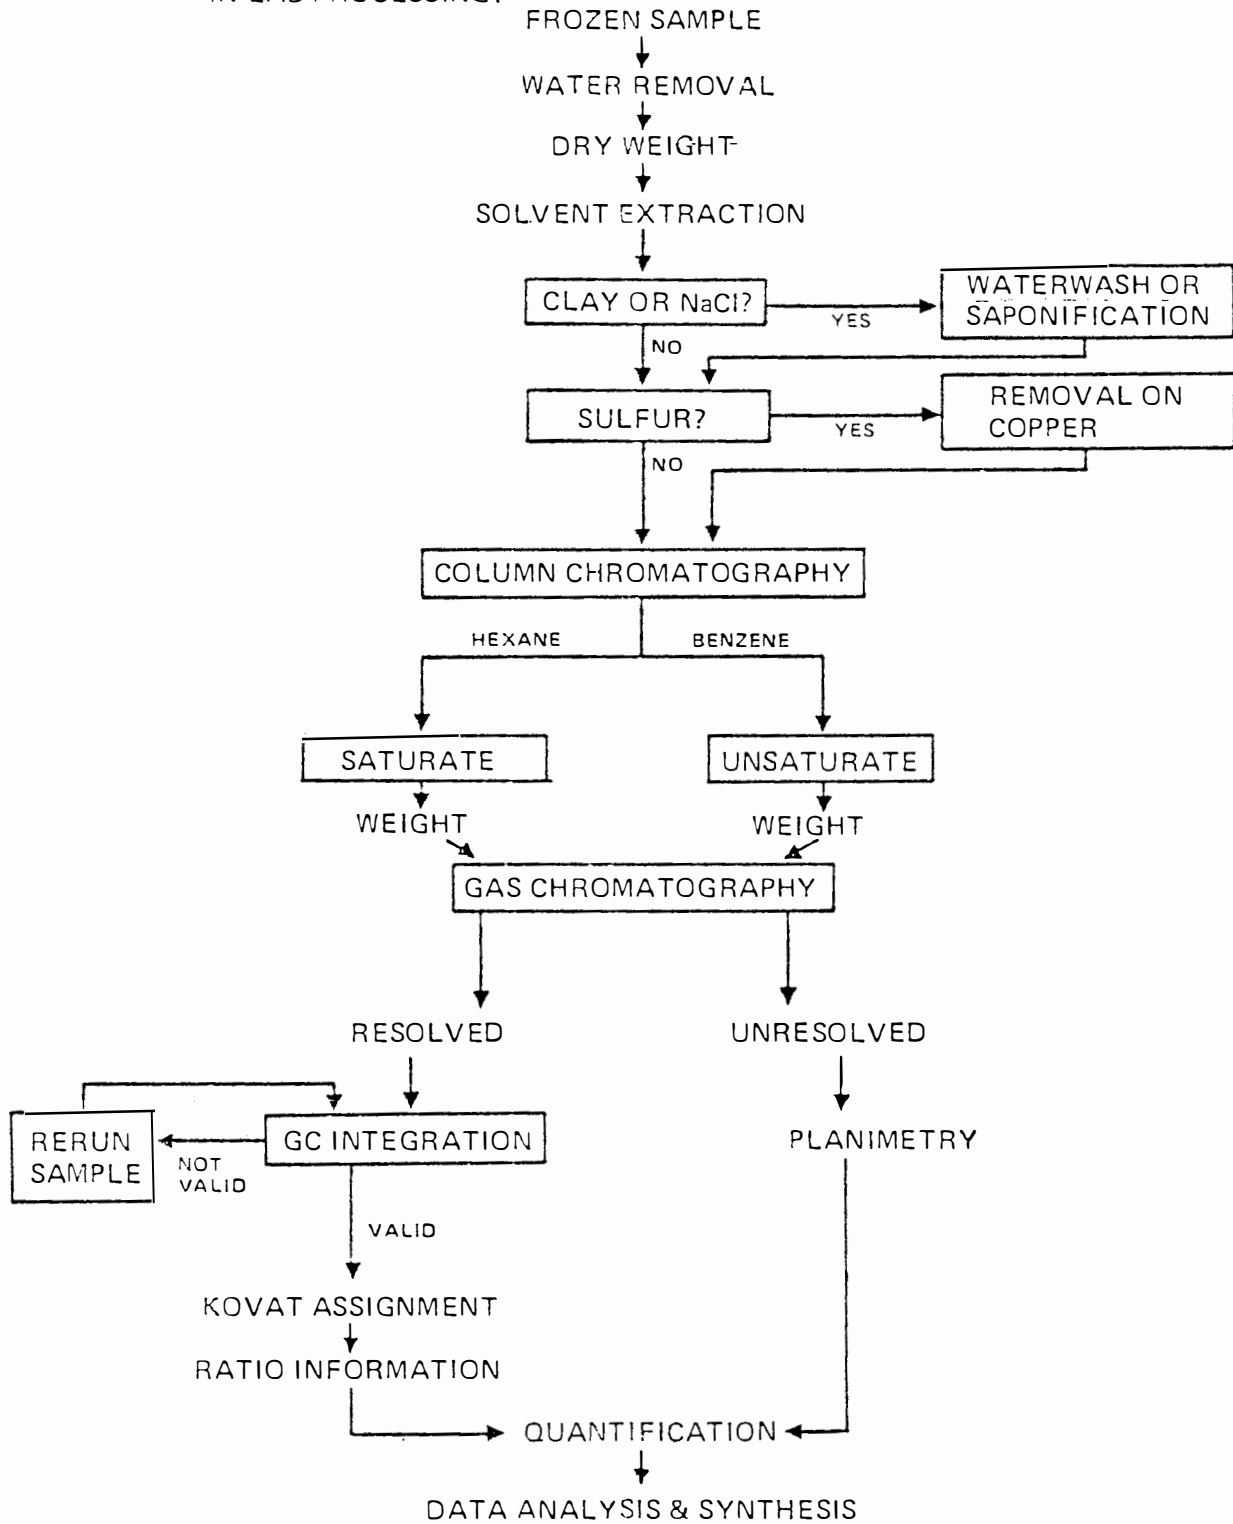 FROZEN SAMPLE
WATER REMOVAL
DRY WEIGHT
SOLVENT EXTRACTION
CLAY OR NaCl?
YES
WATERWASH OR
SAPONIFICATION
NO
SULFUR?
YES
REMOVAL ON
COPPER
NO
COLUMN CHROMATOGRAPHY
HEXANE
BENZENE
SATURATE
UNSATURATE
WEIGHT
WEIGHT
GAS CHROMATOGRAPHY
RESOLVED
UNRESOLVED
RERUN
SAMPLE
NOT
VALID
GC INTEGRATION
PLANIMETRY
VALID
KOVAT ASSIGNMENT
RATIO INFORMATION
QUANTIFICATION
DATA ANALYSIS & SYNTHESIS